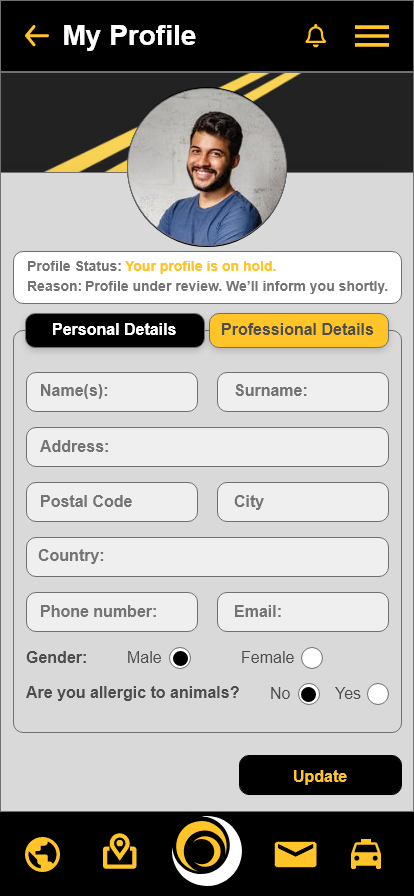 My Profile
Profile Status: Your profile is on hold.
Reason: Profile under review. We'll inform you shortly.
Personal Details Professional Details
Name(s): Surname:
Address:
Postal Code City
Country:
Phone number: Email:
Gender: Male Female
Are you allergic to animals? No Yes
Update